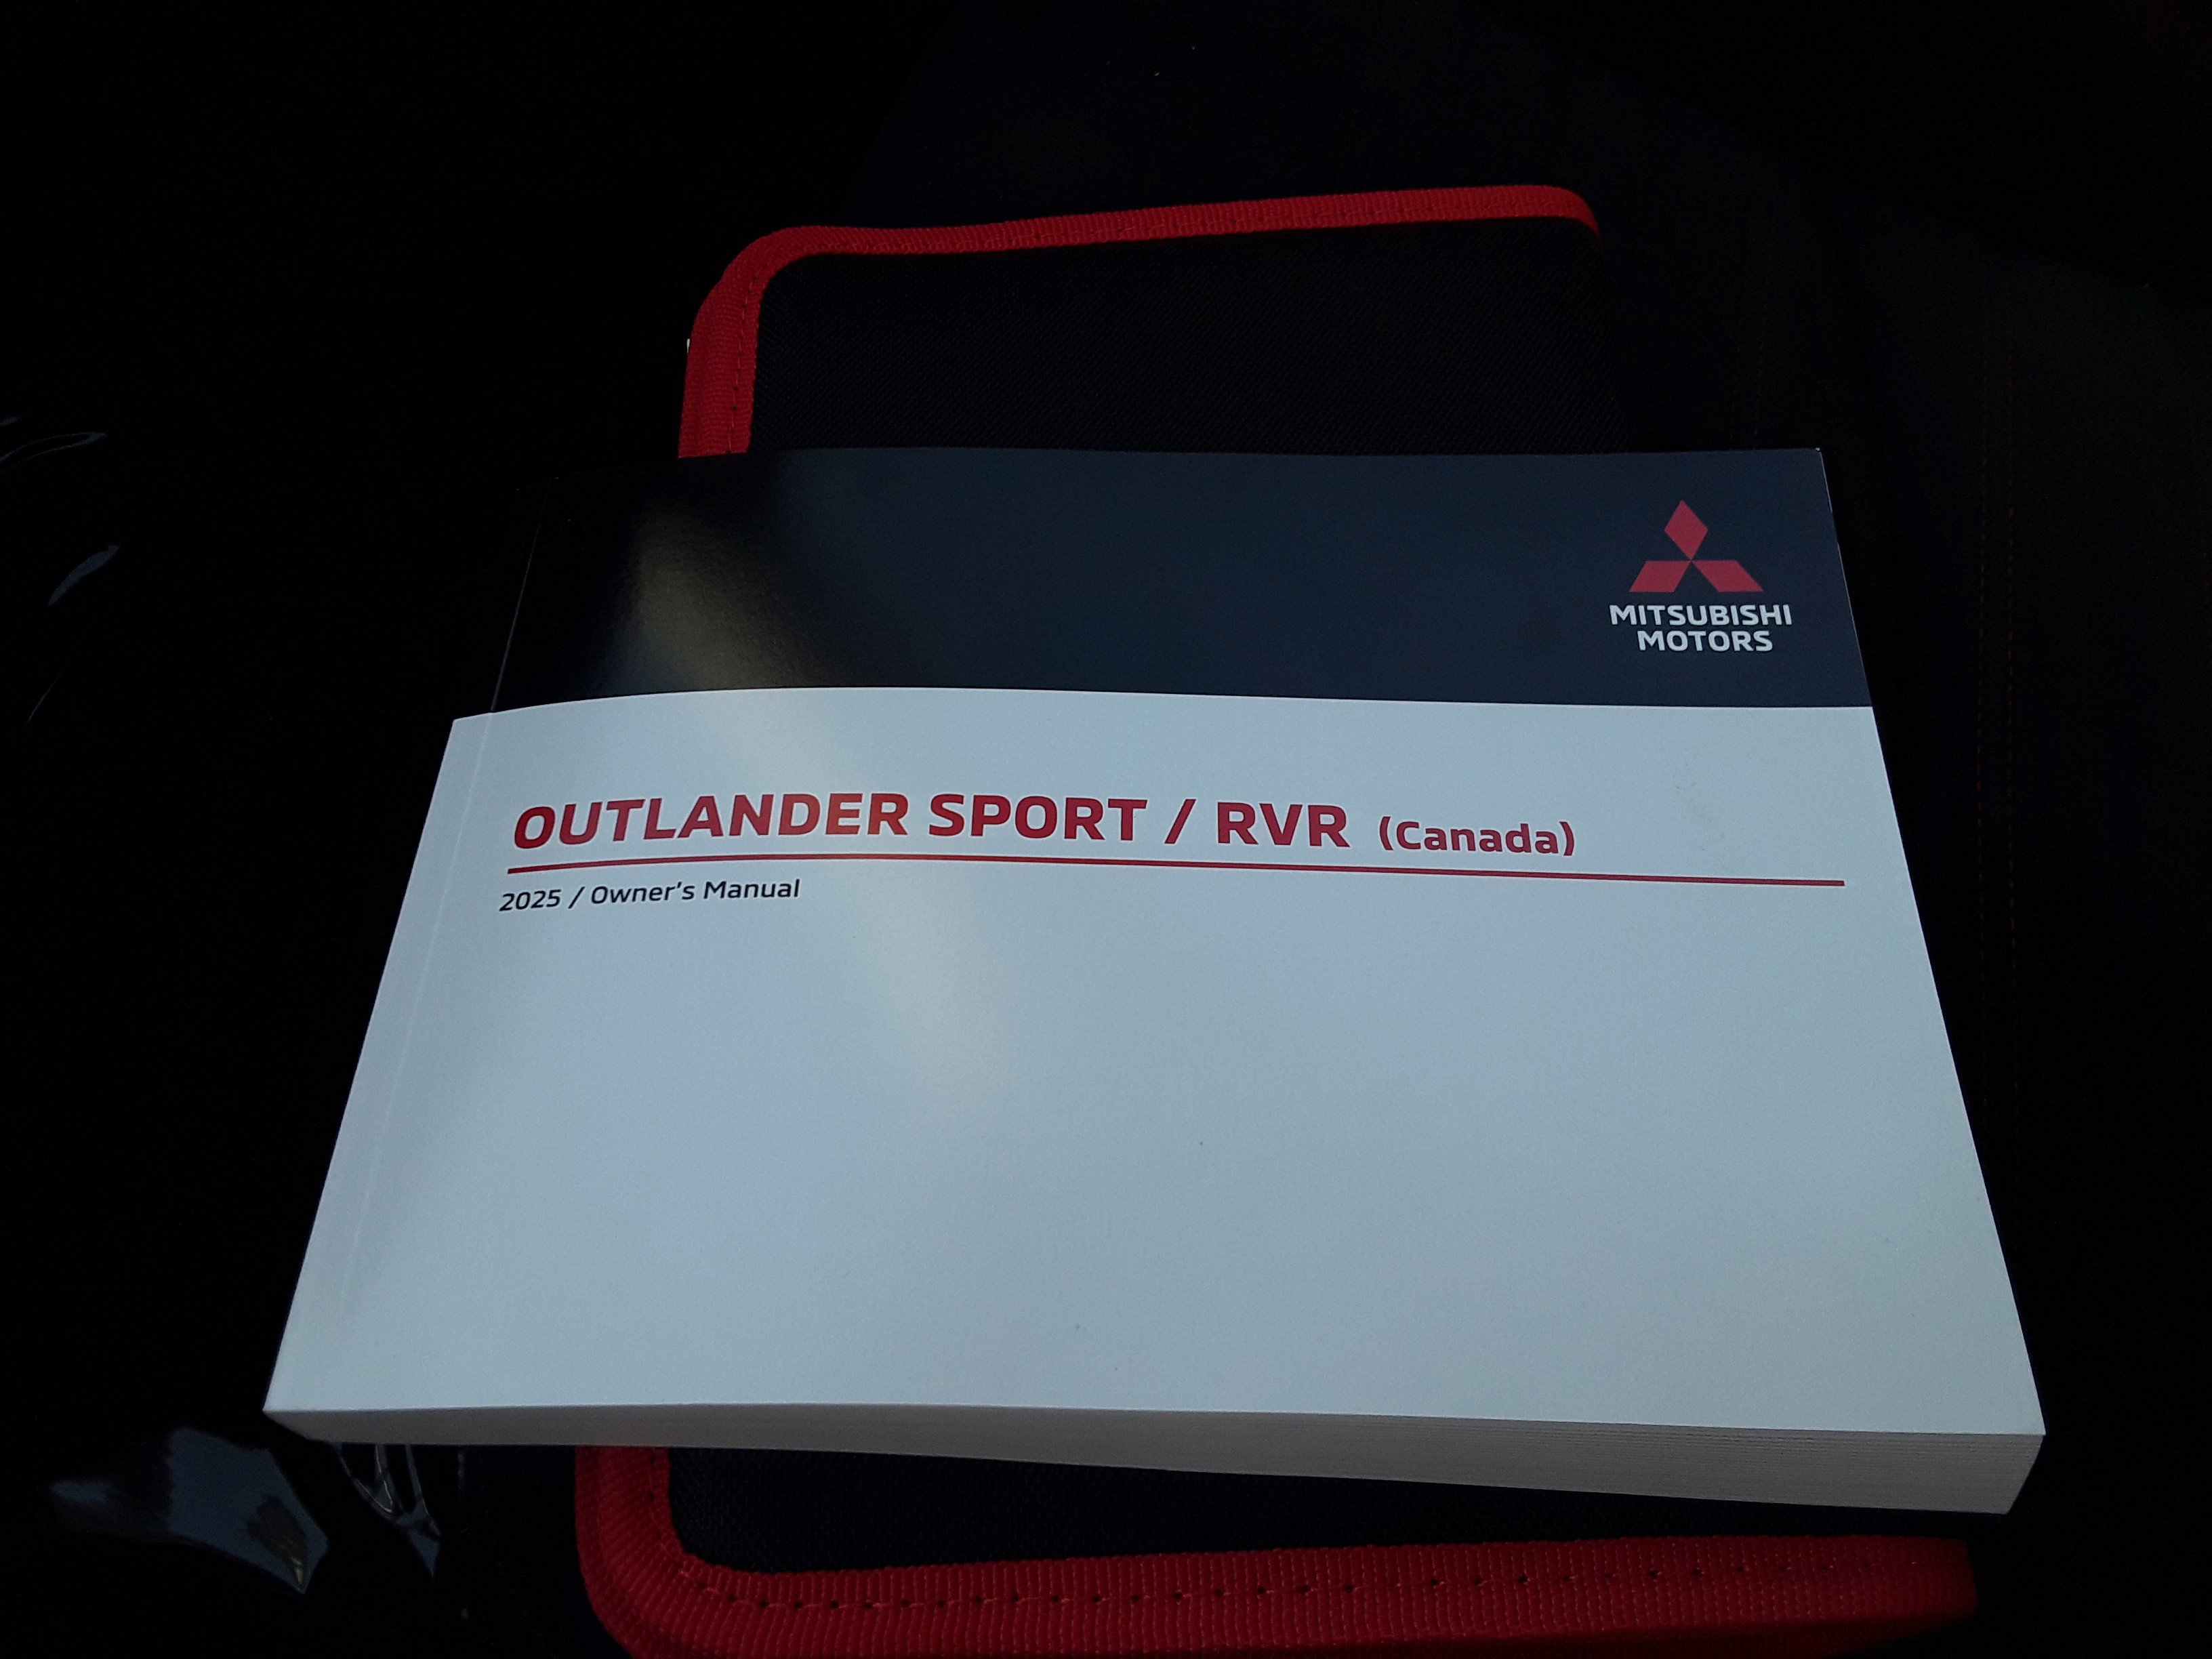 MITSUBISHI
MOTORS
OUTLANDER SPORT / RVR (Canada)
2025 / Owner's Manual